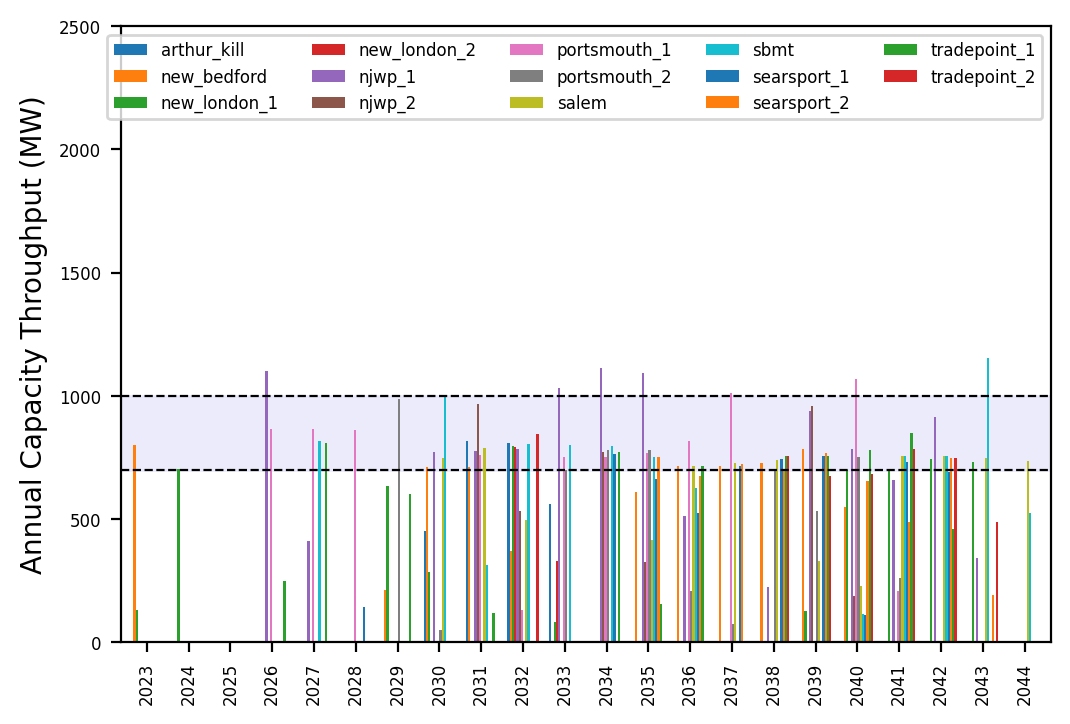 2500
2000
1500
1000
500
0
Annual Capacity Throughput (MW)
arthur_kill
new_bedford
new_london_1
new_london_2
njwp_1
njwp_2
portsmouth_1
portsmouth_2
salem
sbmt
searsport_1
searsport_2
tradepoint_1
tradepoint_2
2023
2024
2025
2026
2027
2028
2029
2030
2031
2032
2033
2034
2035
2036
2037
2038
2039
2040
2041
2042
2043
2044